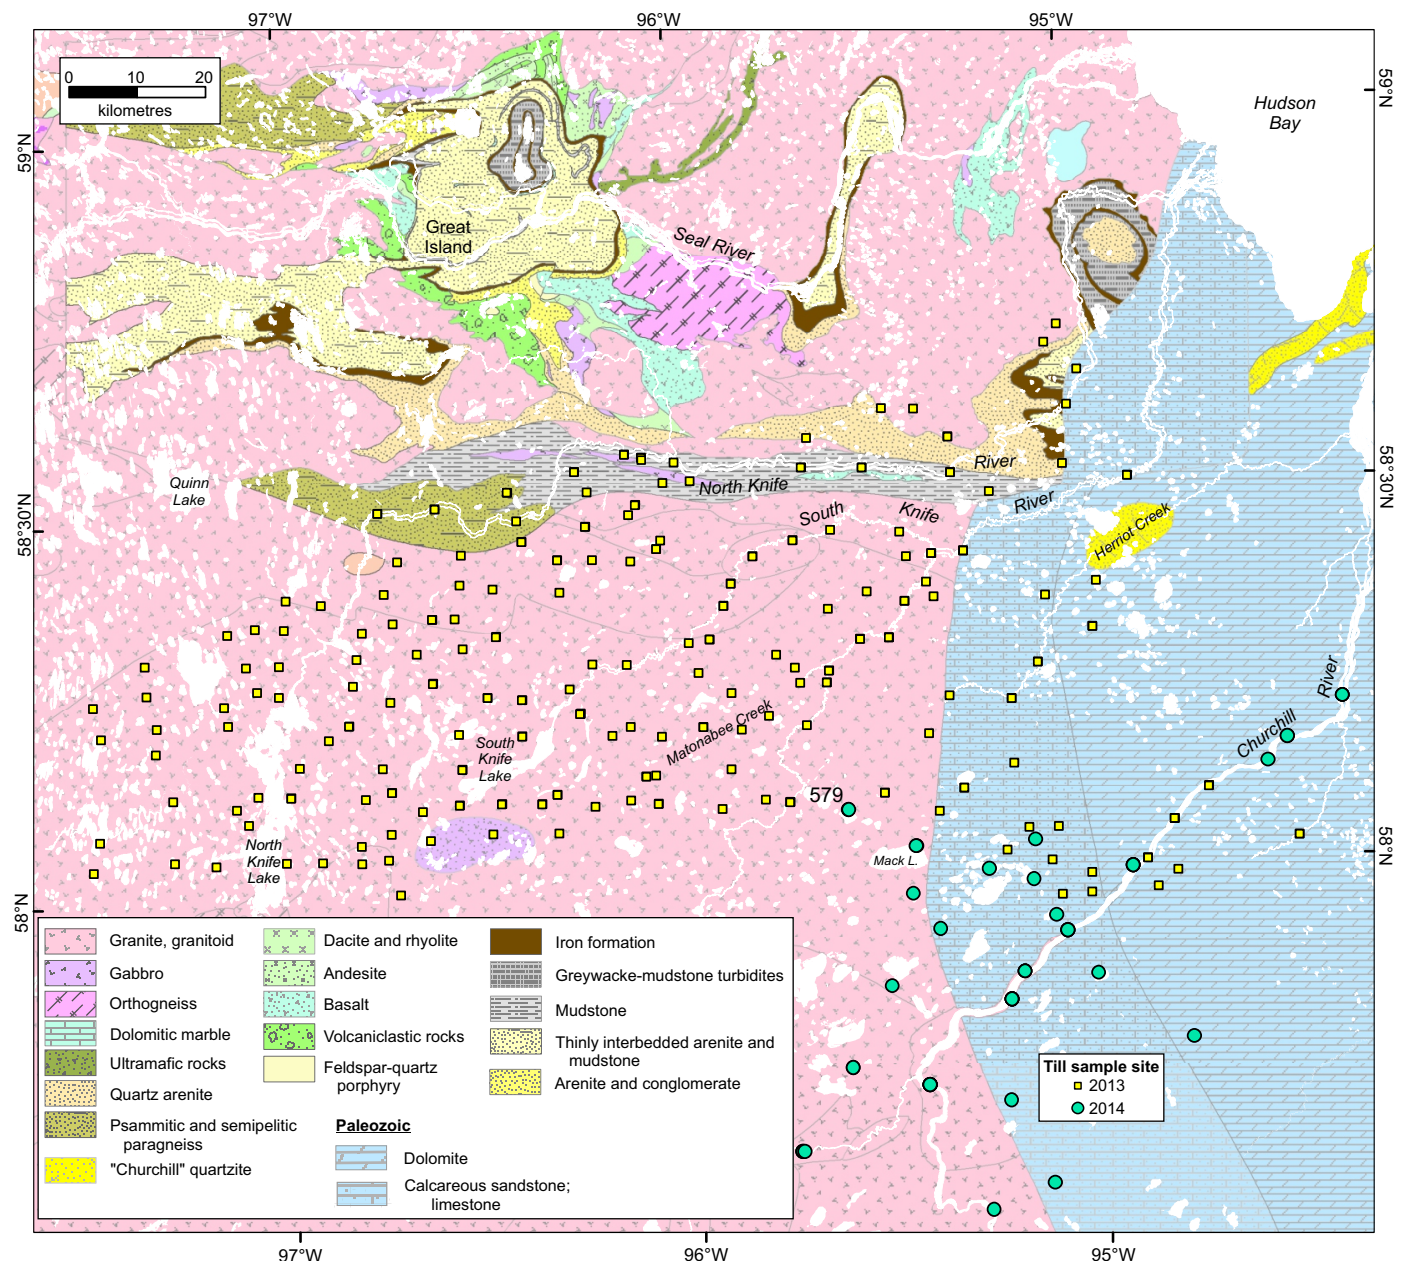 97°W
96°W
95°W
0 10 20
kilometres
Hudson
Bay
59°N
59°N
Great
Island
Seal River
Quinn
Lake
River
North Knife
South
Knife
River
Herriot Creek
58°30'N
58°30'N
River
Churchill
Matonabee Creek
South
Knife
Lake
579
Mack L.
North
Knife
Lake
58°N
58°N
Granite, granitoid
Gabbro
Orthogneiss
Dolomitic marble
Ultramafic rocks
Quartz arenite
Psammitic and semipelitic
paragneiss
"Churchill" quartzite
Dacite and rhyolite
Andesite
Basalt
Volcaniclastic rocks
Feldspar-quartz
porphyry
Paleozoic
Dolomite
Calcareous sandstone;
limestone
Iron formation
Greywacke-mudstone turbidites
Mudstone
Thinly interbedded arenite and
mudstone
Arenite and conglomerate
Till sample site
2013
2014
97°W
96°W
95°W